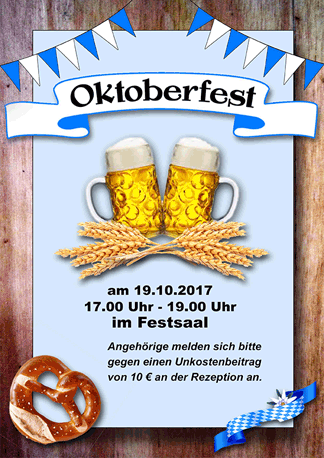 Oktoberfest
am 19.10.2017
17.00 Uhr - 19.00 Uhr
im Festsaal
Angehörige melden sich bitte
gegen einen Unkostenbeitrag
von 10 € an der Rezeption an.